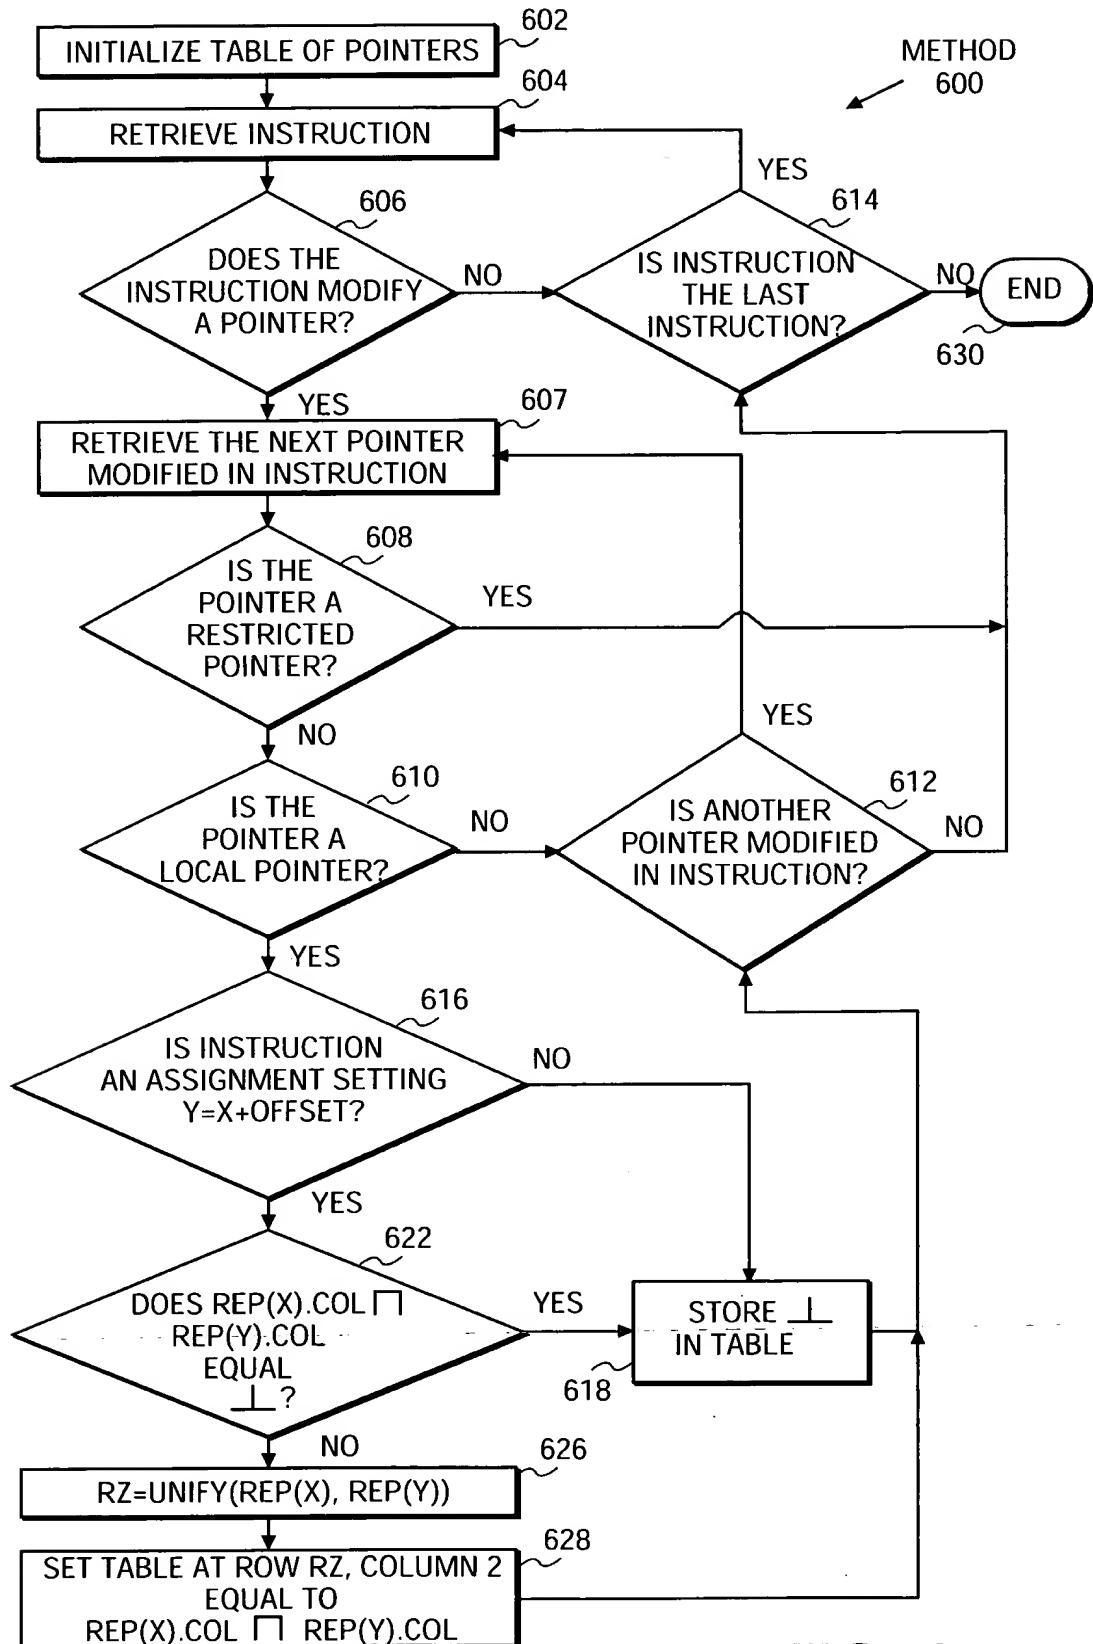 602
INITIALIZE TABLE OF POINTERS
METHOD
600
604
RETRIEVE INSTRUCTION
YES
606
614
DOES THE
INSTRUCTION MODIFY
A POINTER?
NO
IS INSTRUCTION
THE LAST
INSTRUCTION?
NO
END
630
YES
607
RETRIEVE THE NEXT POINTER
MODIFIED IN INSTRUCTION
608
IS THE
POINTER A
RESTRICTED
POINTER?
YES
NO
YES
610
612
IS THE
POINTER A
LOCAL POINTER?
NO
IS ANOTHER
POINTER MODIFIED
IN INSTRUCTION?
NO
YES
616
IS INSTRUCTION
AN ASSIGNMENT SETTING
Y=X+OFFSET?
NO
YES
622
DOES REP(X).COL ⊓
REP(Y).COL
EQUAL
⊥?
YES
STORE ⊥
IN TABLE
618
NO
626
RZ=UNIFY(REP(X), REP(Y))
628
SET TABLE AT ROW RZ, COLUMN 2
EQUAL TO
REP(X).COL ⊓ REP(Y).COL